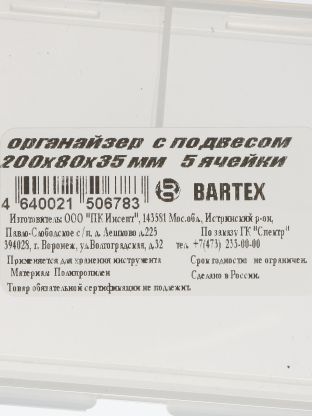 органайзер с подвесом
200х80х35 мм 5 ячейки
4 640021 506783 BARTEX
Изготовитель: ООО "ПК Инсент", 143581 Мос.обл., Истринский р-он,
Павло-Слободское с/п, д. Лешково д.225 По заказу ГК "Спектр"
394028, г. Воронеж, ул.Волгоградская, д.32 тел. +7(473) 233-00-00
Применяется для хранения инструмента Срок годности не ограничен.
Материал Полипропилен Сделано в России.
Товар обязательной сертификации не подлежит.